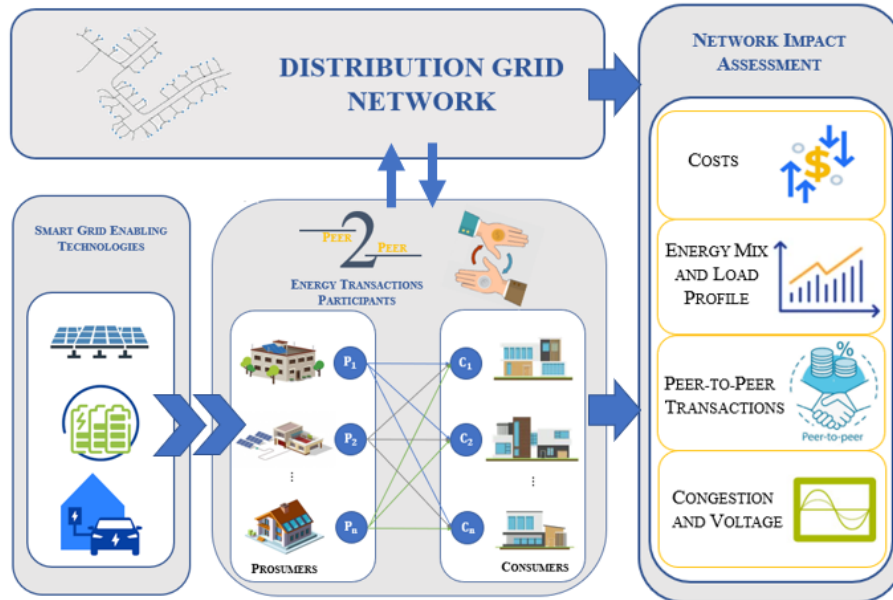 DISTRIBUTION GRID
NETWORK
NETWORK IMPACT
ASSESSMENT
COSTS
ENERGY MIX
AND LOAD
PROFILE
PEER-TO-PEER
TRANSACTIONS
%
Peer-to-peer
CONGESTION
AND VOLTAGE
SMART GRID ENABLING
TECHNOLOGIES
PEER
2
PEER
ENERGY TRANSACTIONS
PARTICIPANTS
P1
C1
P2
C2
⋮
⋮
Pn
Cn
PROSUMERS
CONSUMERS
$